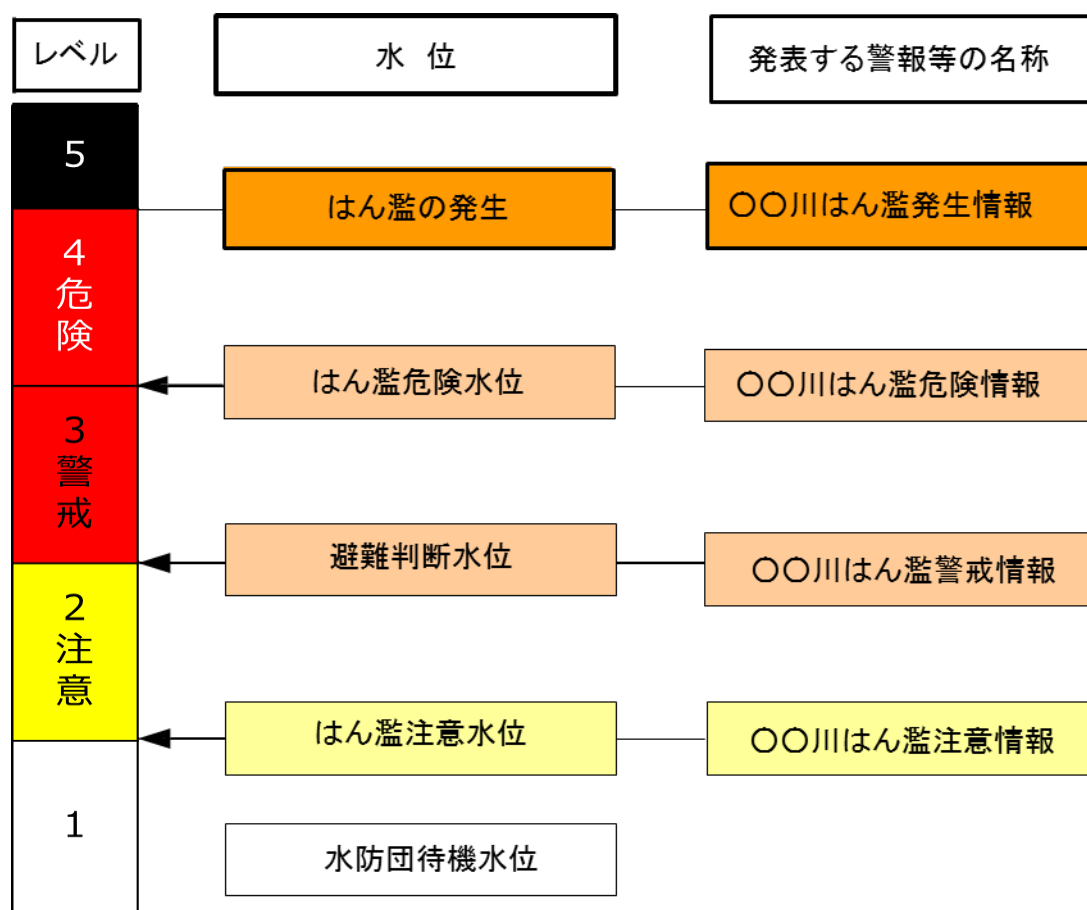 レベル
水 位
発表する警報等の名称
5
はん濫の発生
〇〇川はん濫発生情報
4
危
険
はん濫危険水位
〇〇川はん濫危険情報
3
警
戒
避難判断水位
〇〇川はん濫警戒情報
2
注
意
はん濫注意水位
〇〇川はん濫注意情報
1
水防団待機水位